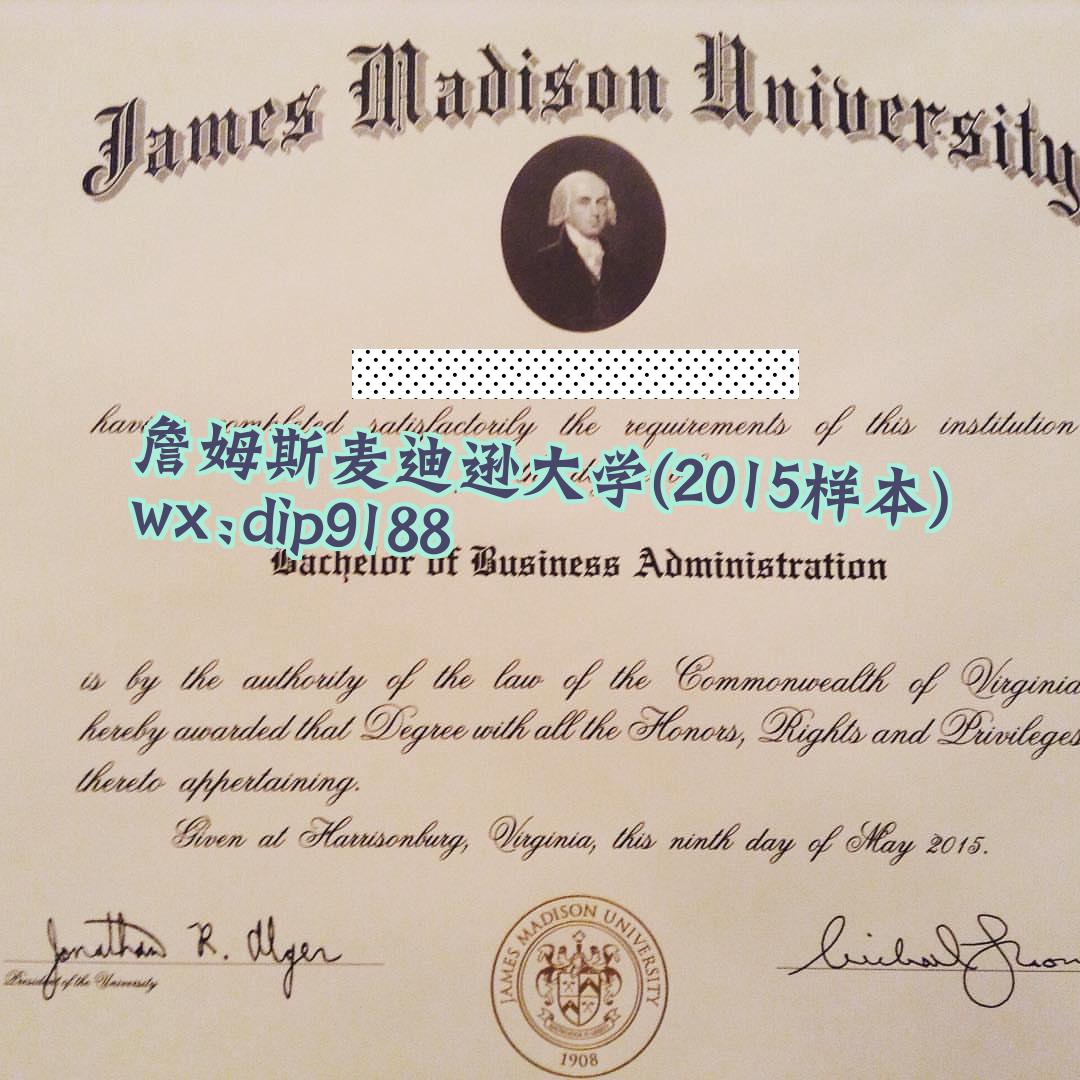 James Madison University
having completed satisfactorily the requirements of this institution
詹姆斯麦迪逊大学(2015样本)
wx:dip9188
Bachelor of Business Administration
is by the authority of the law of the Commonwealth of Virginia
hereby awarded that Degree with all the Honors, Rights and Privileges
thereto appertaining.
Given at Harrisonburg, Virginia, this ninth day of May 2015.
Jonathan R. Alger
President of the University
JAMES MADISON UNIVERSITY
1908